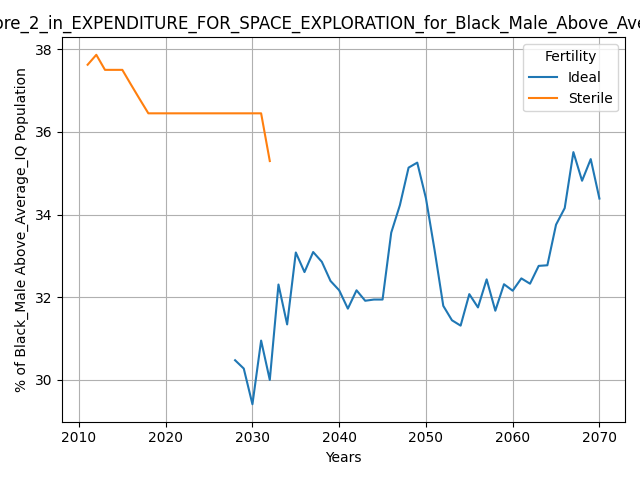 ore_2_in_EXPENDITURE_FOR_SPACE_EXPLORATION_for_Black_Male_Above_Ave
% of Black_Male Above_Average_IQ Population
38
36
34
32
30
Fertility
Ideal
Sterile
2010 2020 2030 2040 2050 2060 2070
Years